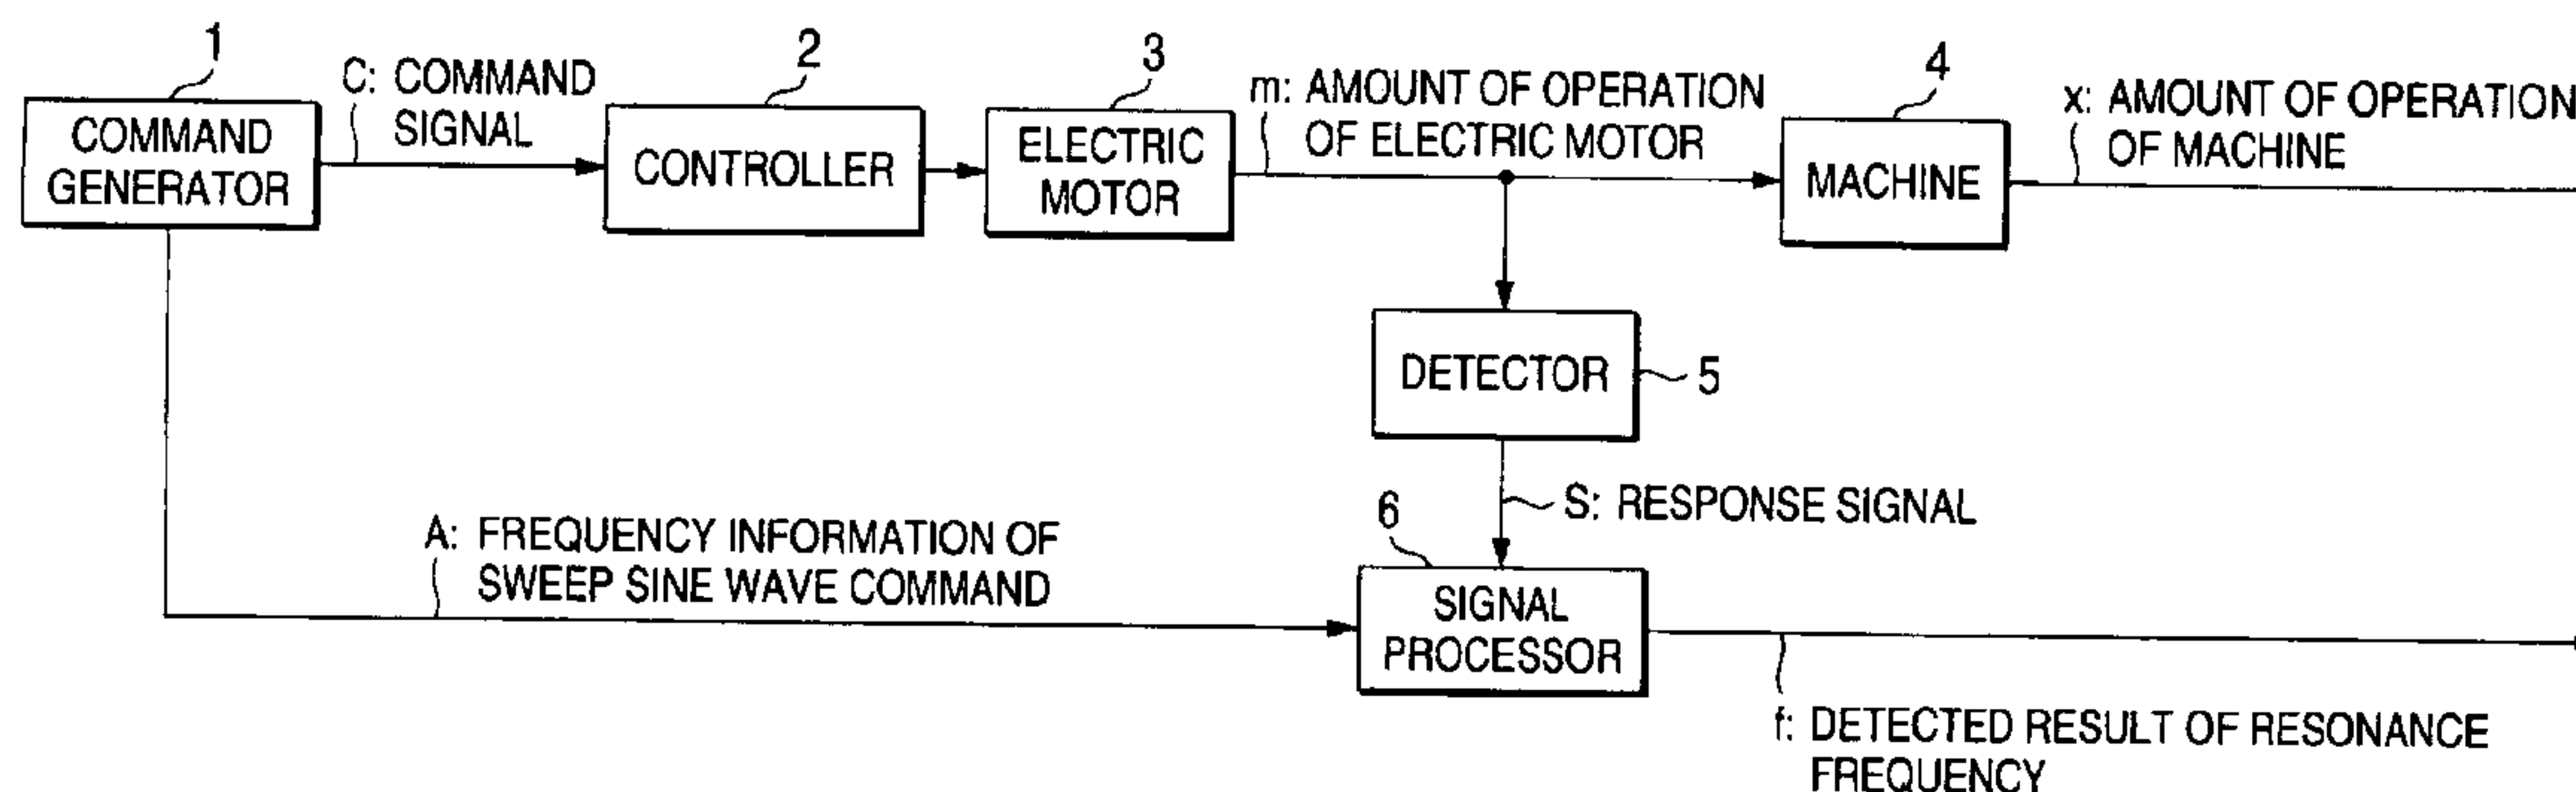 1
2
3
4
C: COMMAND
SIGNAL
m: AMOUNT OF OPERATION
OF ELECTRIC MOTOR
x: AMOUNT OF OPERATION
OF MACHINE
COMMAND
GENERATOR
CONTROLLER
ELECTRIC
MOTOR
MACHINE
DETECTOR
5
S: RESPONSE SIGNAL
A: FREQUENCY INFORMATION OF
SWEEP SINE WAVE COMMAND
6
SIGNAL
PROCESSOR
f: DETECTED RESULT OF RESONANCE
FREQUENCY